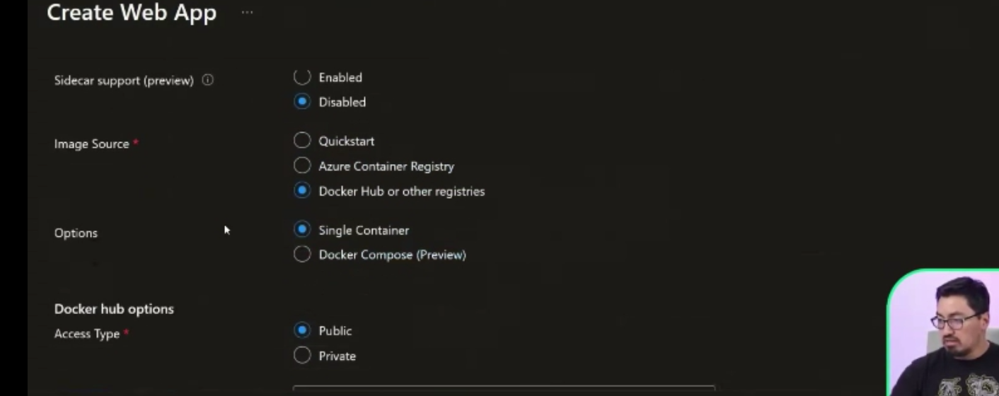 Create Web App ...
Sidecar support (preview)
Enabled
Disabled
Image Source *
Quickstart
Azure Container Registry
Docker Hub or other registries
Options
Single Container
Docker Compose (Preview)
Docker hub options
Access Type *
Public
Private